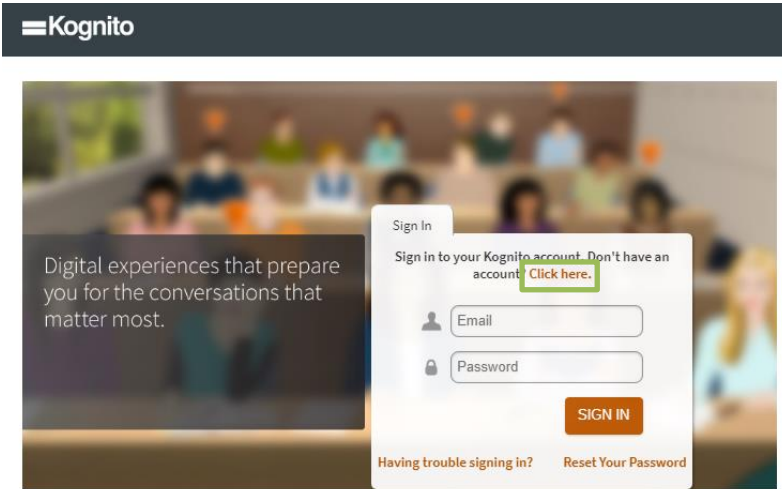 Kognito
Digital experiences that prepare
you for the conversations that
matter most.
Sign In
Sign in to your Kognito account. Don't have an
account? Click here.
Email
Password
SIGN IN
Having trouble signing in? Reset Your Password